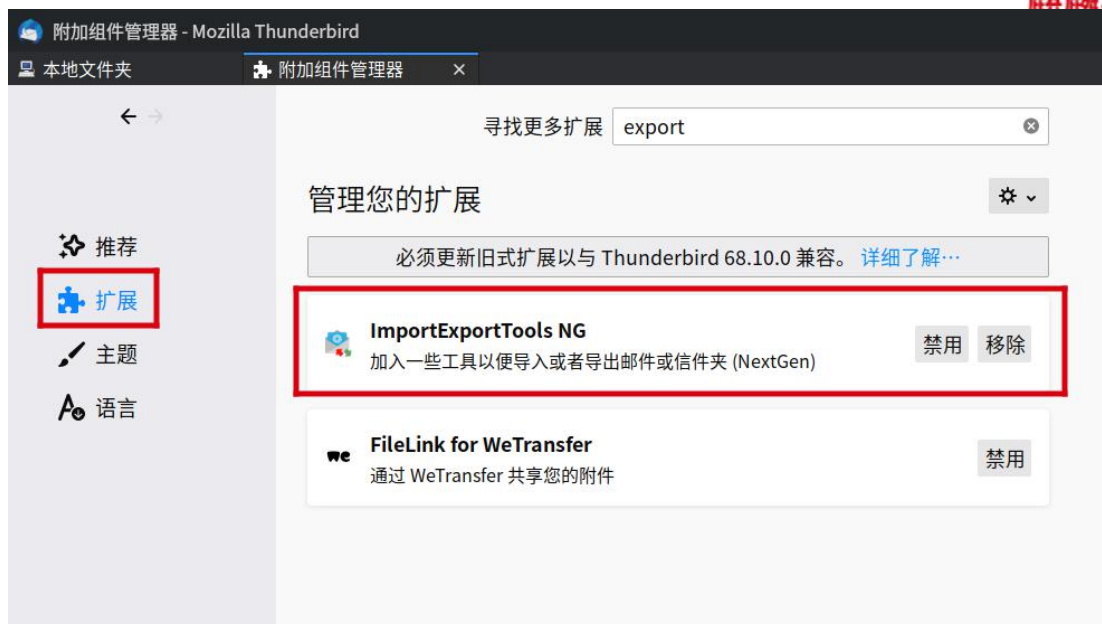 附加组件管理器 - Mozilla Thunderbird
本地文件夹
附加组件管理器 ×
寻找更多扩展 export
管理您的扩展
必须更新旧式扩展以与 Thunderbird 68.10.0 兼容。 详细了解…
推荐
扩展
主题
语言
ImportExportTools NG
加入一些工具以便导入或者导出邮件或信件夹 (NextGen)
禁用 移除
FileLink for WeTransfer
通过 WeTransfer 共享您的附件
禁用
we